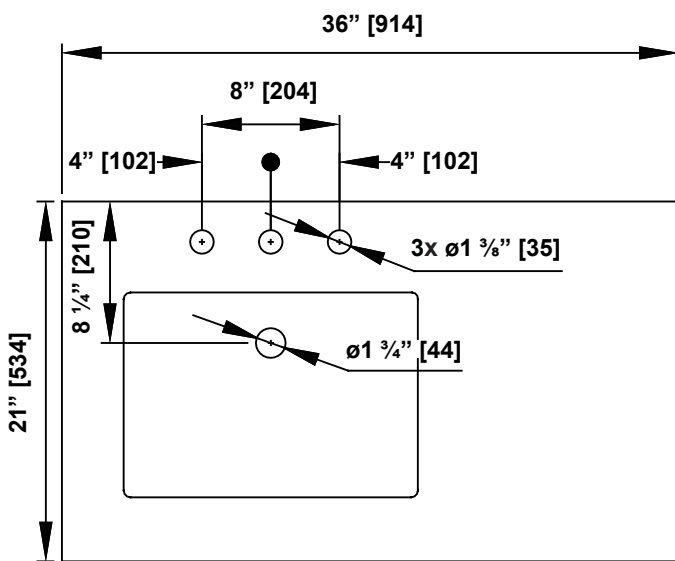 36” [914]
8” [204]
4” [102]
4” [102]
3x ø1 ⅜” [35]
8 ¼” [210]
ø1 ¾” [44]
21” [534]